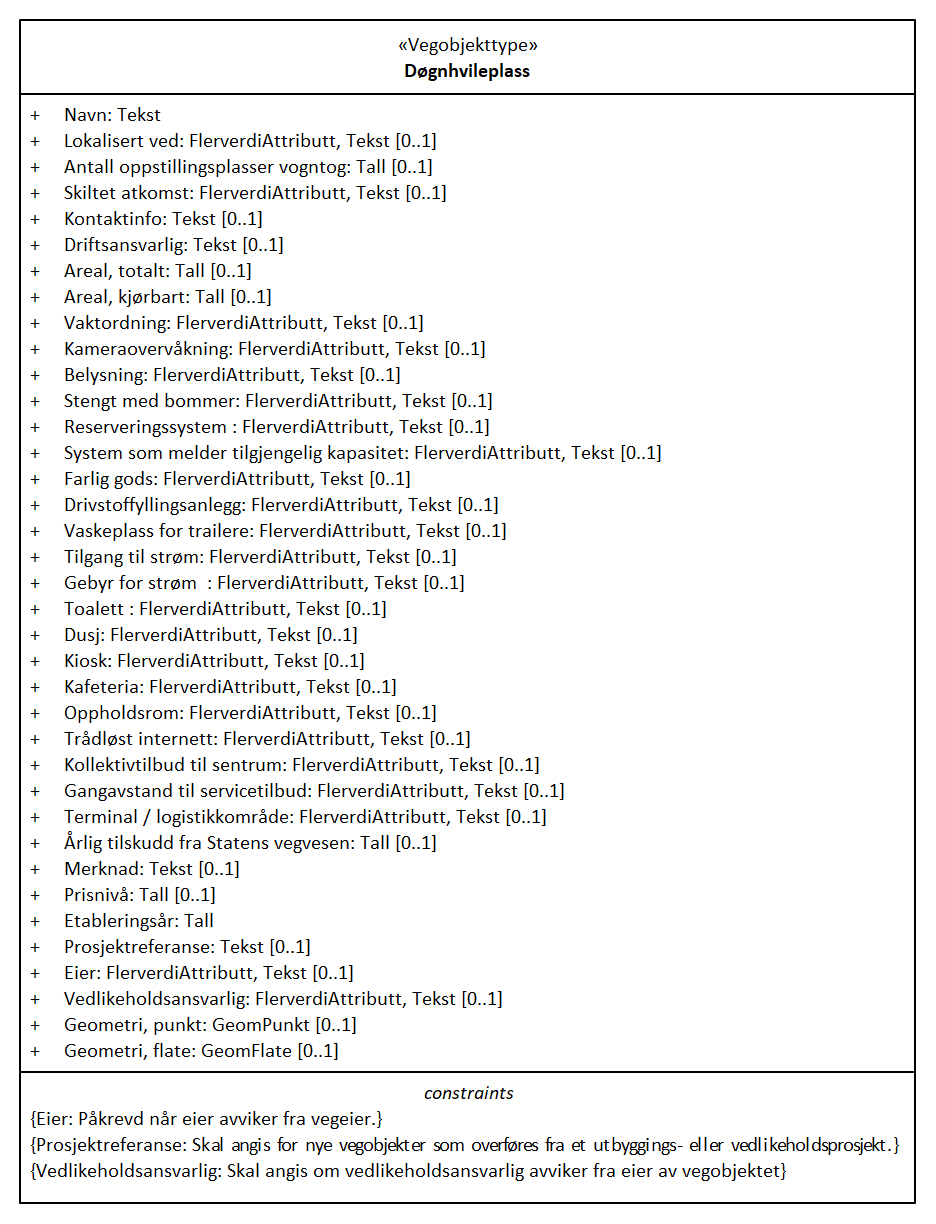 «Vegobjekttype»
Døgnhvileplass
+ Navn: Tekst
+ Lokalisert ved: FlerverdiAttributt, Tekst [0..1]
+ Antall oppstillingsplasser vogntog: Tall [0..1]
+ Skiltet atkomst: FlerverdiAttributt, Tekst [0..1]
+ Kontaktinfo: Tekst [0..1]
+ Driftsansvarlig: Tekst [0..1]
+ Areal, totalt: Tall [0..1]
+ Areal, kjørbart: Tall [0..1]
+ Vaktordning: FlerverdiAttributt, Tekst [0..1]
+ Kameraovervåkning: FlerverdiAttributt, Tekst [0..1]
+ Belysning: FlerverdiAttributt, Tekst [0..1]
+ Stengt med bommer: FlerverdiAttributt, Tekst [0..1]
+ Reserveringssystem : FlerverdiAttributt, Tekst [0..1]
+ System som melder tilgjengelig kapasitet: FlerverdiAttributt, Tekst [0..1]
+ Farlig gods: FlerverdiAttributt, Tekst [0..1]
+ Drivstoffyllingsanlegg: FlerverdiAttributt, Tekst [0..1]
+ Vaskeplass for trailere: FlerverdiAttributt, Tekst [0..1]
+ Tilgang til strøm: FlerverdiAttributt, Tekst [0..1]
+ Gebyr for strøm  : FlerverdiAttributt, Tekst [0..1]
+ Toalett : FlerverdiAttributt, Tekst [0..1]
+ Dusj: FlerverdiAttributt, Tekst [0..1]
+ Kiosk: FlerverdiAttributt, Tekst [0..1]
+ Kafeteria: FlerverdiAttributt, Tekst [0..1]
+ Oppholdsrom: FlerverdiAttributt, Tekst [0..1]
+ Trådløst internett: FlerverdiAttributt, Tekst [0..1]
+ Kollektivtilbud til sentrum: FlerverdiAttributt, Tekst [0..1]
+ Gangavstand til servicetilbud: FlerverdiAttributt, Tekst [0..1]
+ Terminal / logistikkområde: FlerverdiAttributt, Tekst [0..1]
+ Årlig tilskudd fra Statens vegvesen: Tall [0..1]
+ Merknad: Tekst [0..1]
+ Prisnivå: Tall [0..1]
+ Etableringsår: Tall
+ Prosjektreferanse: Tekst [0..1]
+ Eier: FlerverdiAttributt, Tekst [0..1]
+ Vedlikeholdsansvarlig: FlerverdiAttributt, Tekst [0..1]
+ Geometri, punkt: GeomPunkt [0..1]
+ Geometri, flate: GeomFlate [0..1]
constraints
{Eier: Påkrevd når eier avviker fra vegeier.}
{Prosjektreferanse: Skal angis for nye vegobjekter som overføres fra et utbyggings- eller vedlikeholdsprosjekt.}
{Vedlikeholdsansvarlig: Skal angis om vedlikeholdsansvarlig avviker fra eier av vegobjektet}